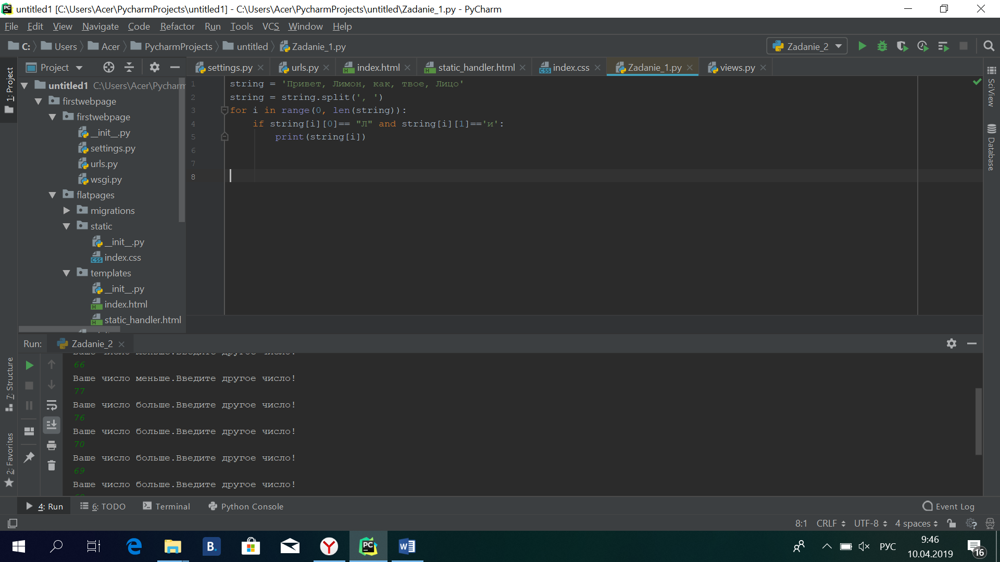 untitled1 [C:\Users\Acer\PycharmProjects\untitled1] - C:\Users\Acer\PycharmProjects\untitled\Zadanie_1.py - PyCharm
File Edit View Navigate Code Refactor Run Tools VCS Window Help
C: Users Acer PycharmProjects untitled Zadanie_1.py
Zadanie_2
Project
settings.py urls.py index.html static_handler.html index.css Zadanie_1.py views.py
1: Project
untitled1 C:\Users\Acer\Pycharm
firstwebpage
firstwebpage
__init__.py
settings.py
urls.py
wsgi.py
flatpages
migrations
static
__init__.py
index.css
templates
__init__.py
index.html
static_handler.html
1 string = 'Привет, Лимон, как, твое, Лицо'
2 string = string.split(', ')
3 for i in range(0, len(string)):
4 if string[i][0]== "Л" and string[i][1]=='и':
5 print(string[i])
6
7
8
SciView
Database
Run: Zadanie_2
7: Structure
2: Favorites
66
Ваше число меньше.Введите другое число!
77
Ваше число больше.Введите другое число!
76
Ваше число больше.Введите другое число!
70
Ваше число больше.Введите другое число!
69
Ваше число больше.Введите другое число!
4: Run 6: TODO Terminal Python Console Event Log
8:1 CRLF UTF-8 4 spaces
B. PC РУС 9:46
10.04.2019 16